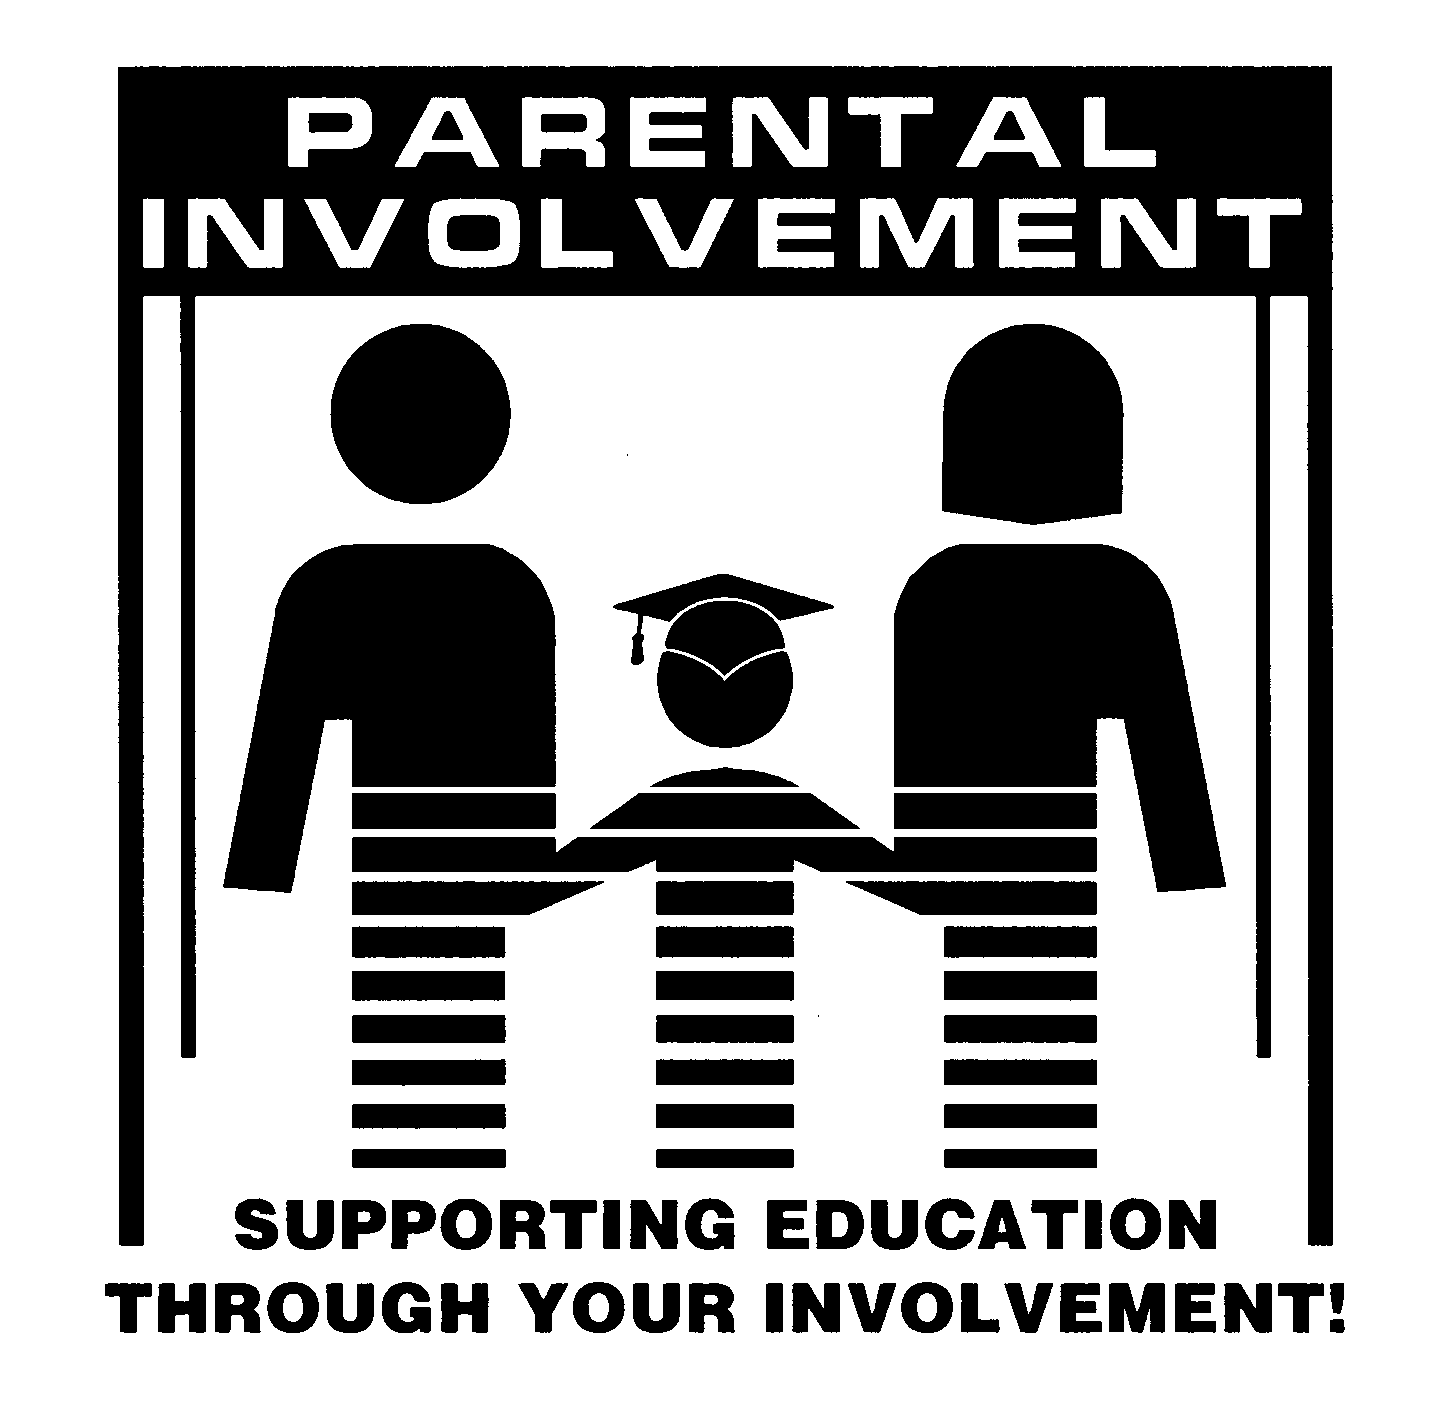 PARENTAL
INVOLVEMENT
SUPPORTING EDUCATION
THROUGH YOUR INVOLVEMENT!